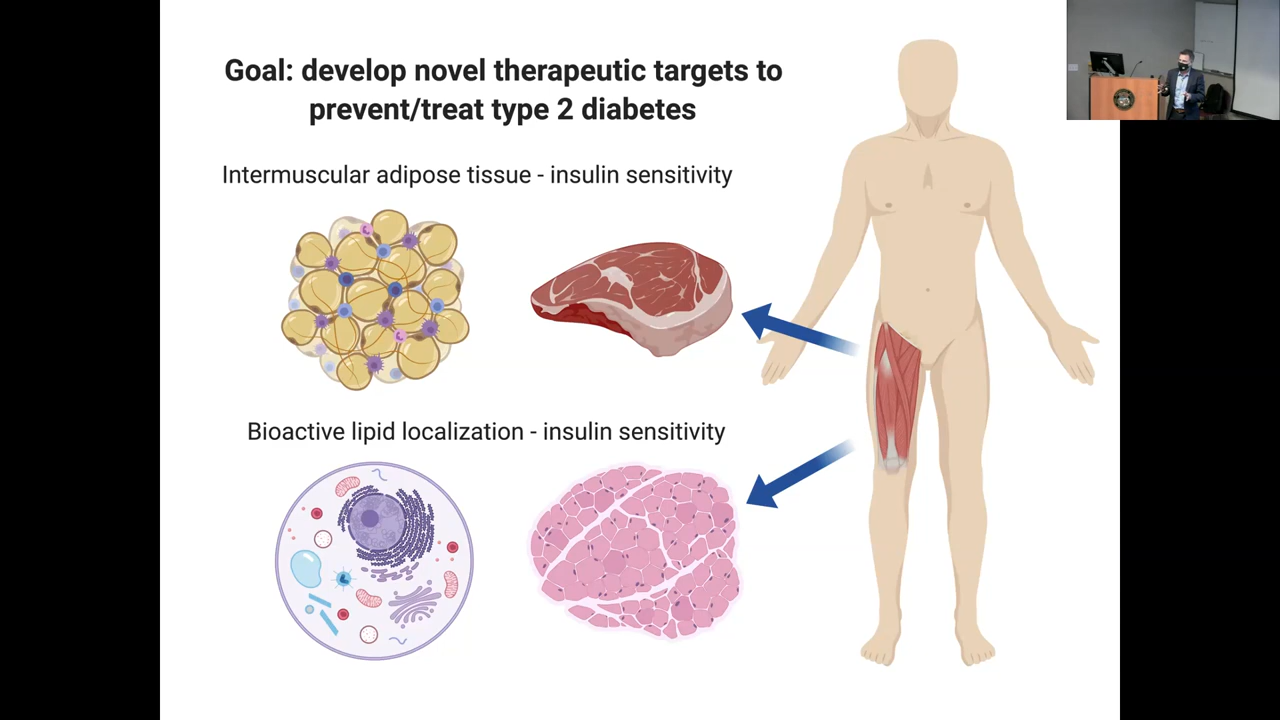 Goal: develop novel therapeutic targets to
prevent/treat type 2 diabetes
Intermuscular adipose tissue - insulin sensitivity
Bioactive lipid localization - insulin sensitivity